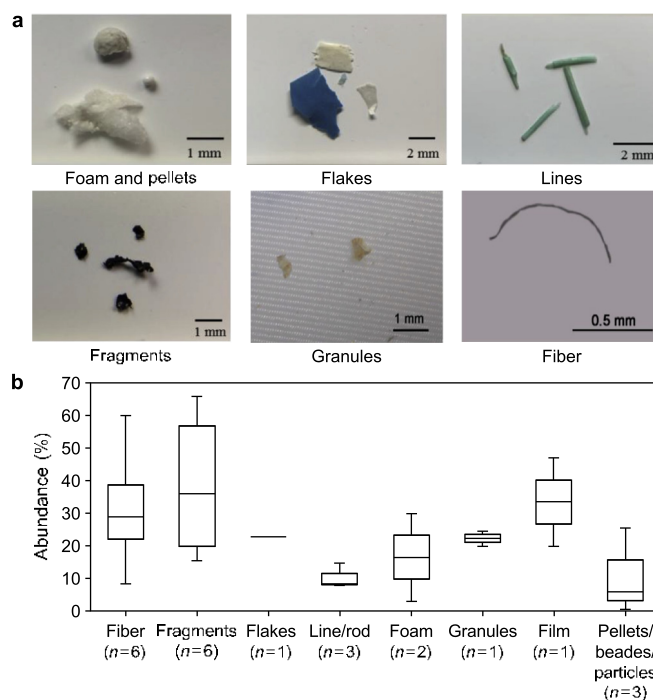 a
1 mm
2 mm
2 mm
Foam and pellets
Flakes
Lines
1 mm
1 mm
0.5 mm
Fragments
Granules
Fiber
b
Abundance (%)
70
60
50
40
30
20
10
0
Fiber
(n=6)
Fragments
(n=6)
Flakes
(n=1)
Line/rod
(n=3)
Foam
(n=2)
Granules
(n=1)
Film
(n=1)
Pellets/
beades/
particles
(n=3)